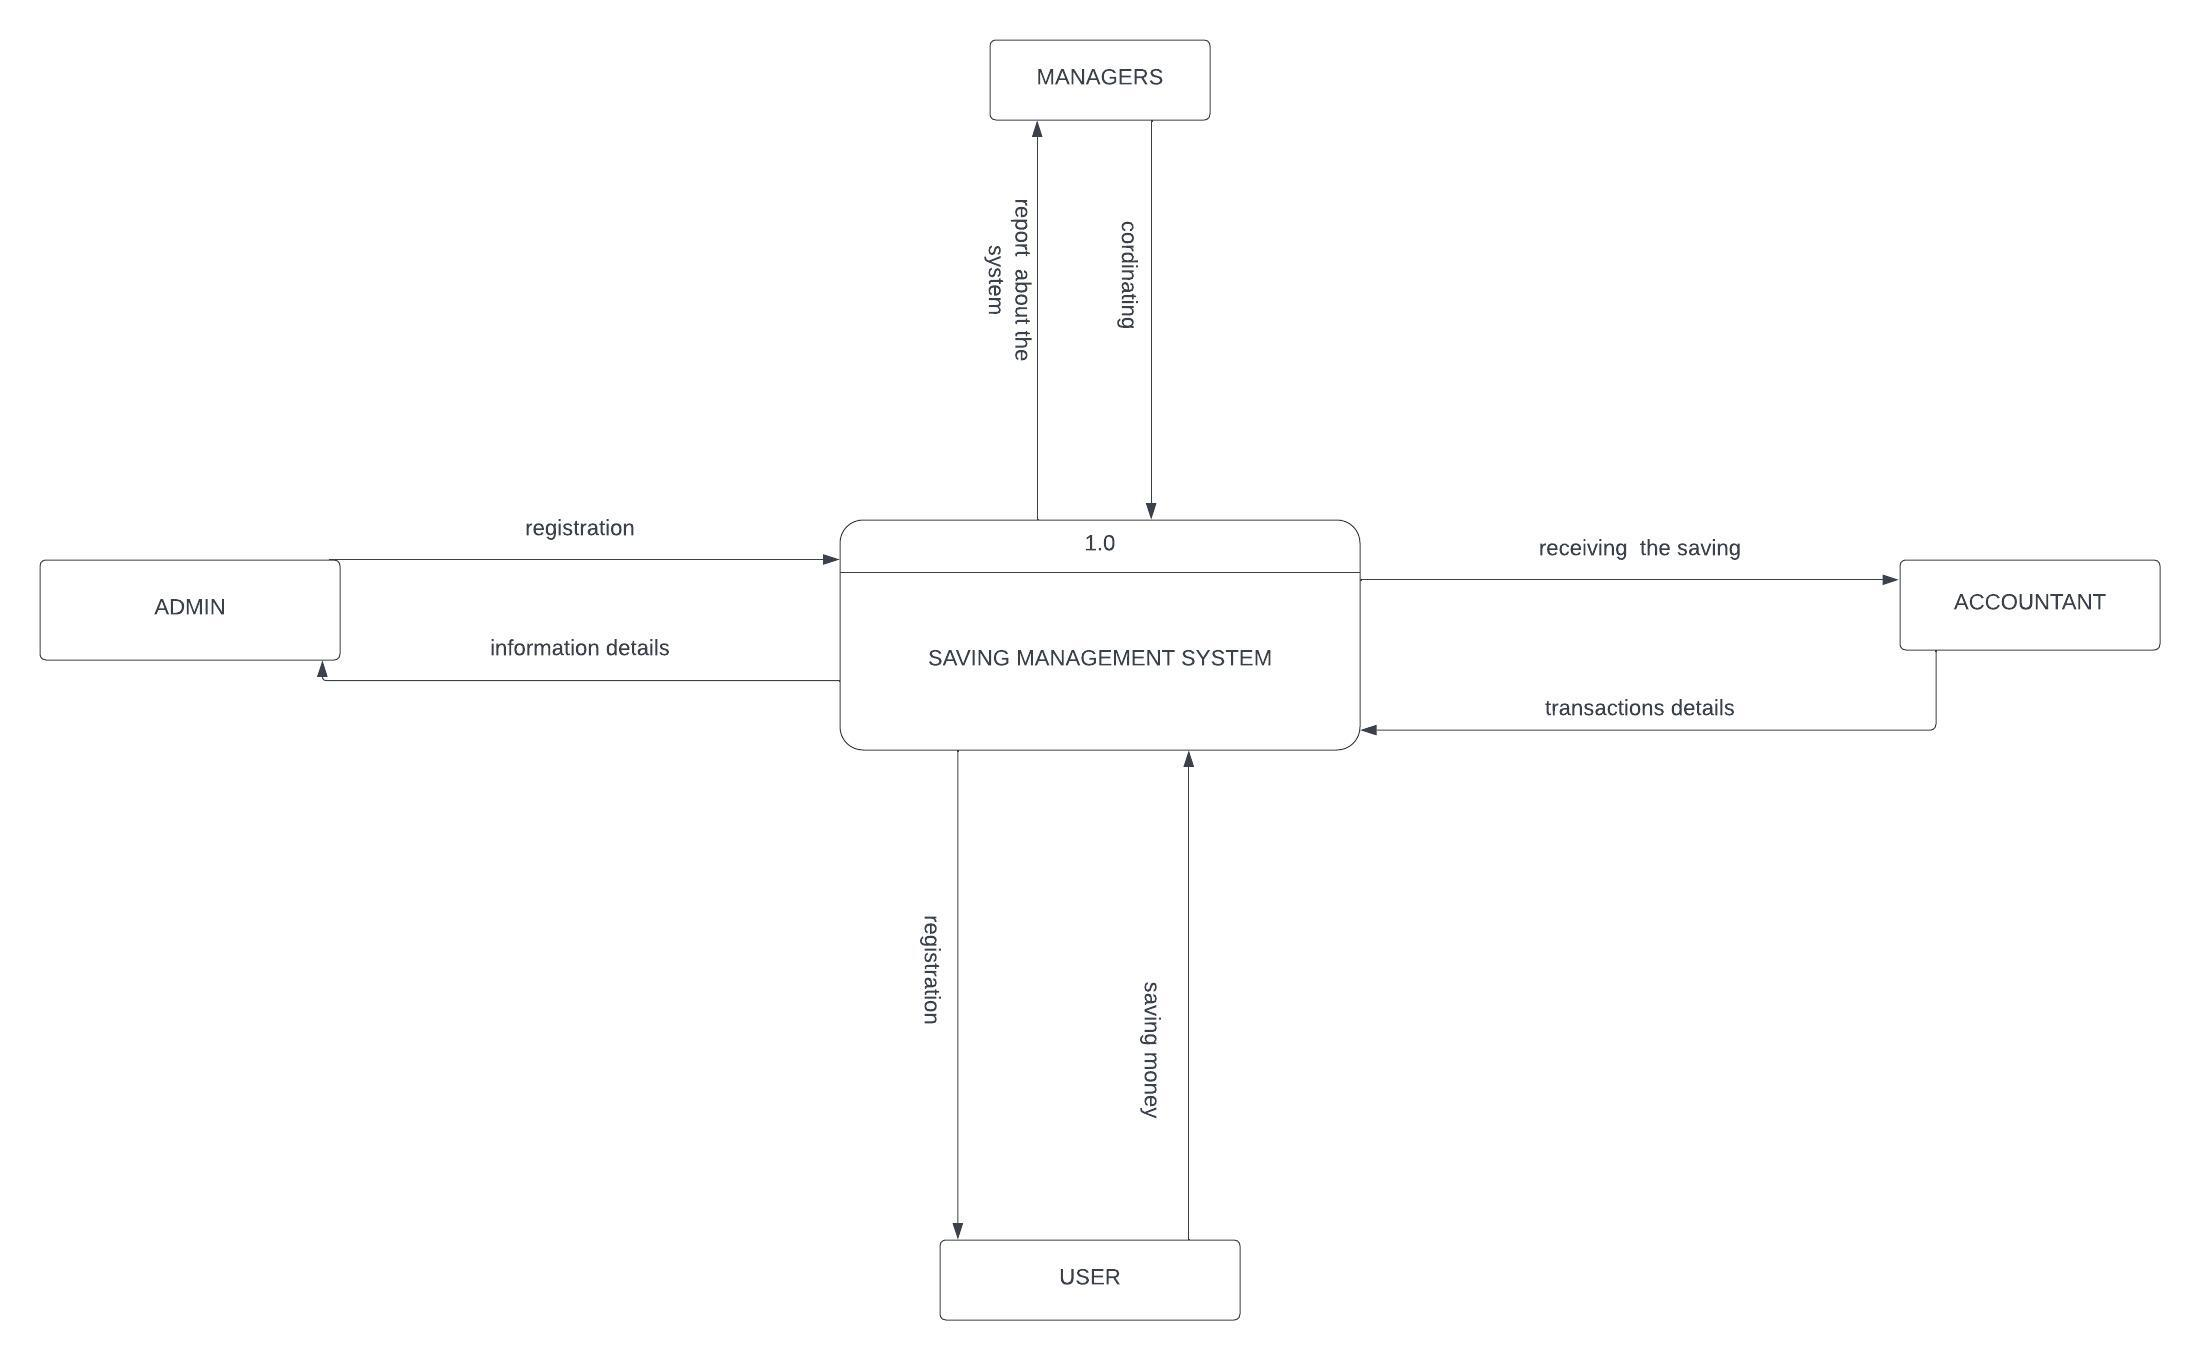 MANAGERS
report about the
system
cordinating
registration
1.0
receiving the saving
ADMIN
ACCOUNTANT
information details
SAVING MANAGEMENT SYSTEM
transactions details
registration
saving money
USER